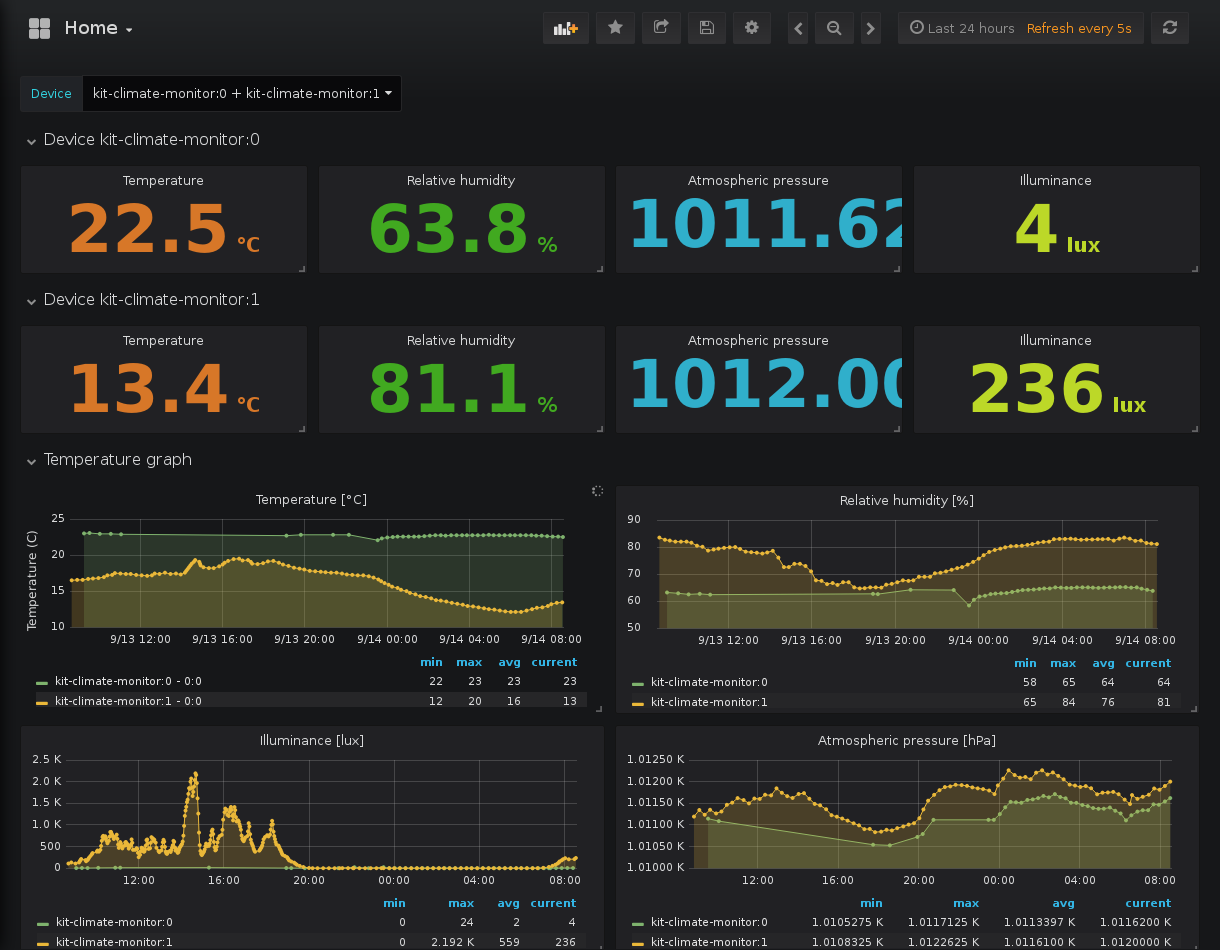 Home
Last 24 hours Refresh every 5s
Device kit-climate-monitor:0 + kit-climate-monitor:1
Device kit-climate-monitor:0
Temperature Relative humidity Atmospheric pressure Illuminance
22.5 °C 63.8 % 1011.62 4 lux
Device kit-climate-monitor:1
Temperature Relative humidity Atmospheric pressure Illuminance
13.4 °C 81.1 % 1012.00 236 lux
Temperature graph
Temperature [°C]
Temperature (C)
25
20
15
10
9/13 12:00 9/13 16:00 9/13 20:00 9/14 00:00 9/14 04:00 9/14 08:00
min max avg current
kit-climate-monitor:0 - 0:0 22 23 23 23
kit-climate-monitor:1 - 0:0 12 20 16 13
Relative humidity [%]
90
80
70
60
50
9/13 12:00 9/13 16:00 9/13 20:00 9/14 00:00 9/14 04:00 9/14 08:00
min max avg current
kit-climate-monitor:0 58 65 64 64
kit-climate-monitor:1 65 84 76 81
Illuminance [lux]
2.5 K
2.0 K
1.5 K
1.0 K
500
0
12:00 16:00 20:00 00:00 04:00 08:00
min max avg current
kit-climate-monitor:0 0 24 2 4
kit-climate-monitor:1 0 2.192 K 559 236
Atmospheric pressure [hPa]
1.01250 K
1.01200 K
1.01150 K
1.01100 K
1.01050 K
1.01000 K
12:00 16:00 20:00 00:00 04:00 08:00
min max avg current
kit-climate-monitor:0 1.0105275 K 1.0117125 K 1.0113397 K 1.0116200 K
kit-climate-monitor:1 1.0108325 K 1.0122625 K 1.0116100 K 1.0120000 K